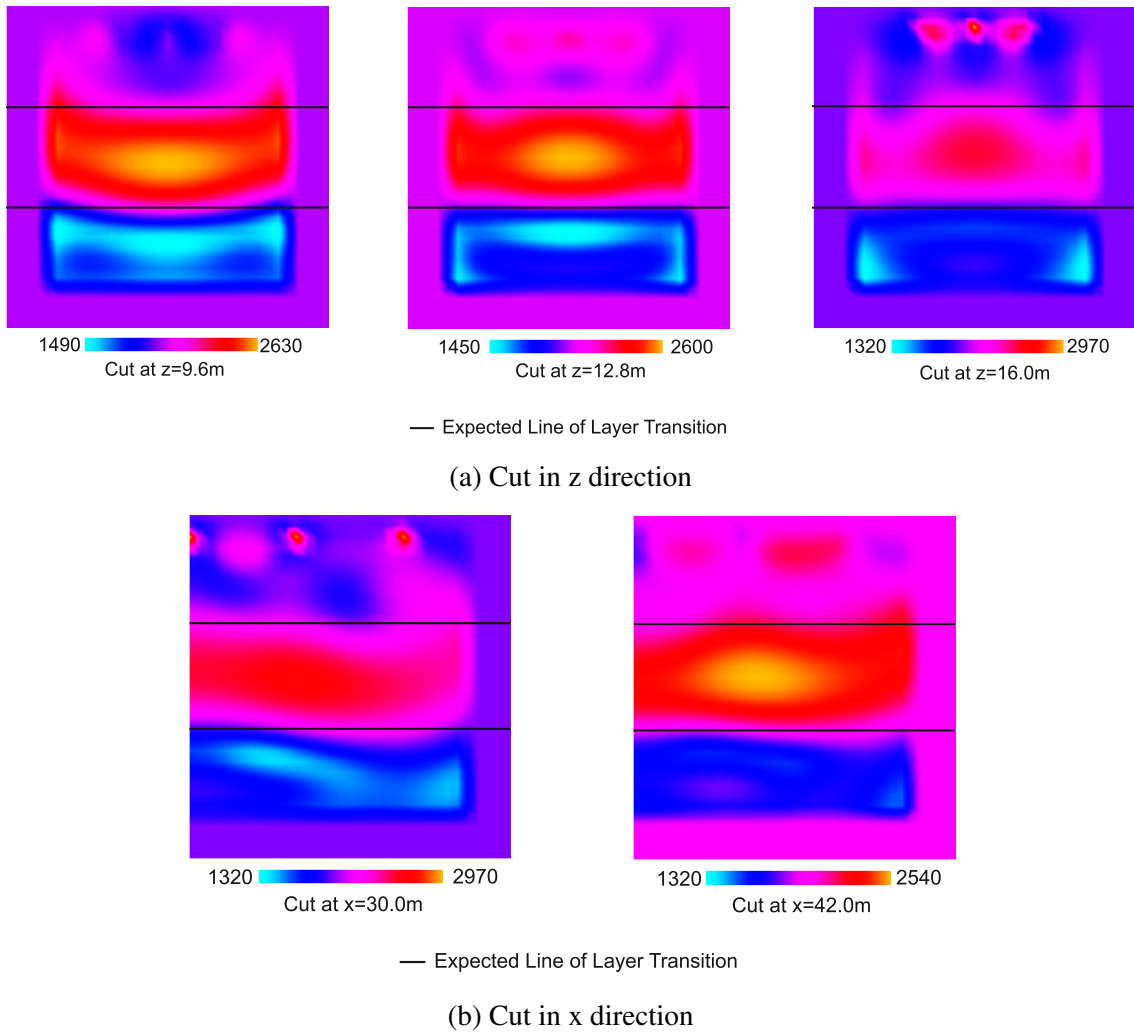 1490 2630
Cut at z=9.6m
1450 2600
Cut at z=12.8m
1320 2970
Cut at z=16.0m
Expected Line of Layer Transition
(a) Cut in z direction
1320 2970
Cut at x=30.0m
1320 2540
Cut at x=42.0m
Expected Line of Layer Transition
(b) Cut in x direction